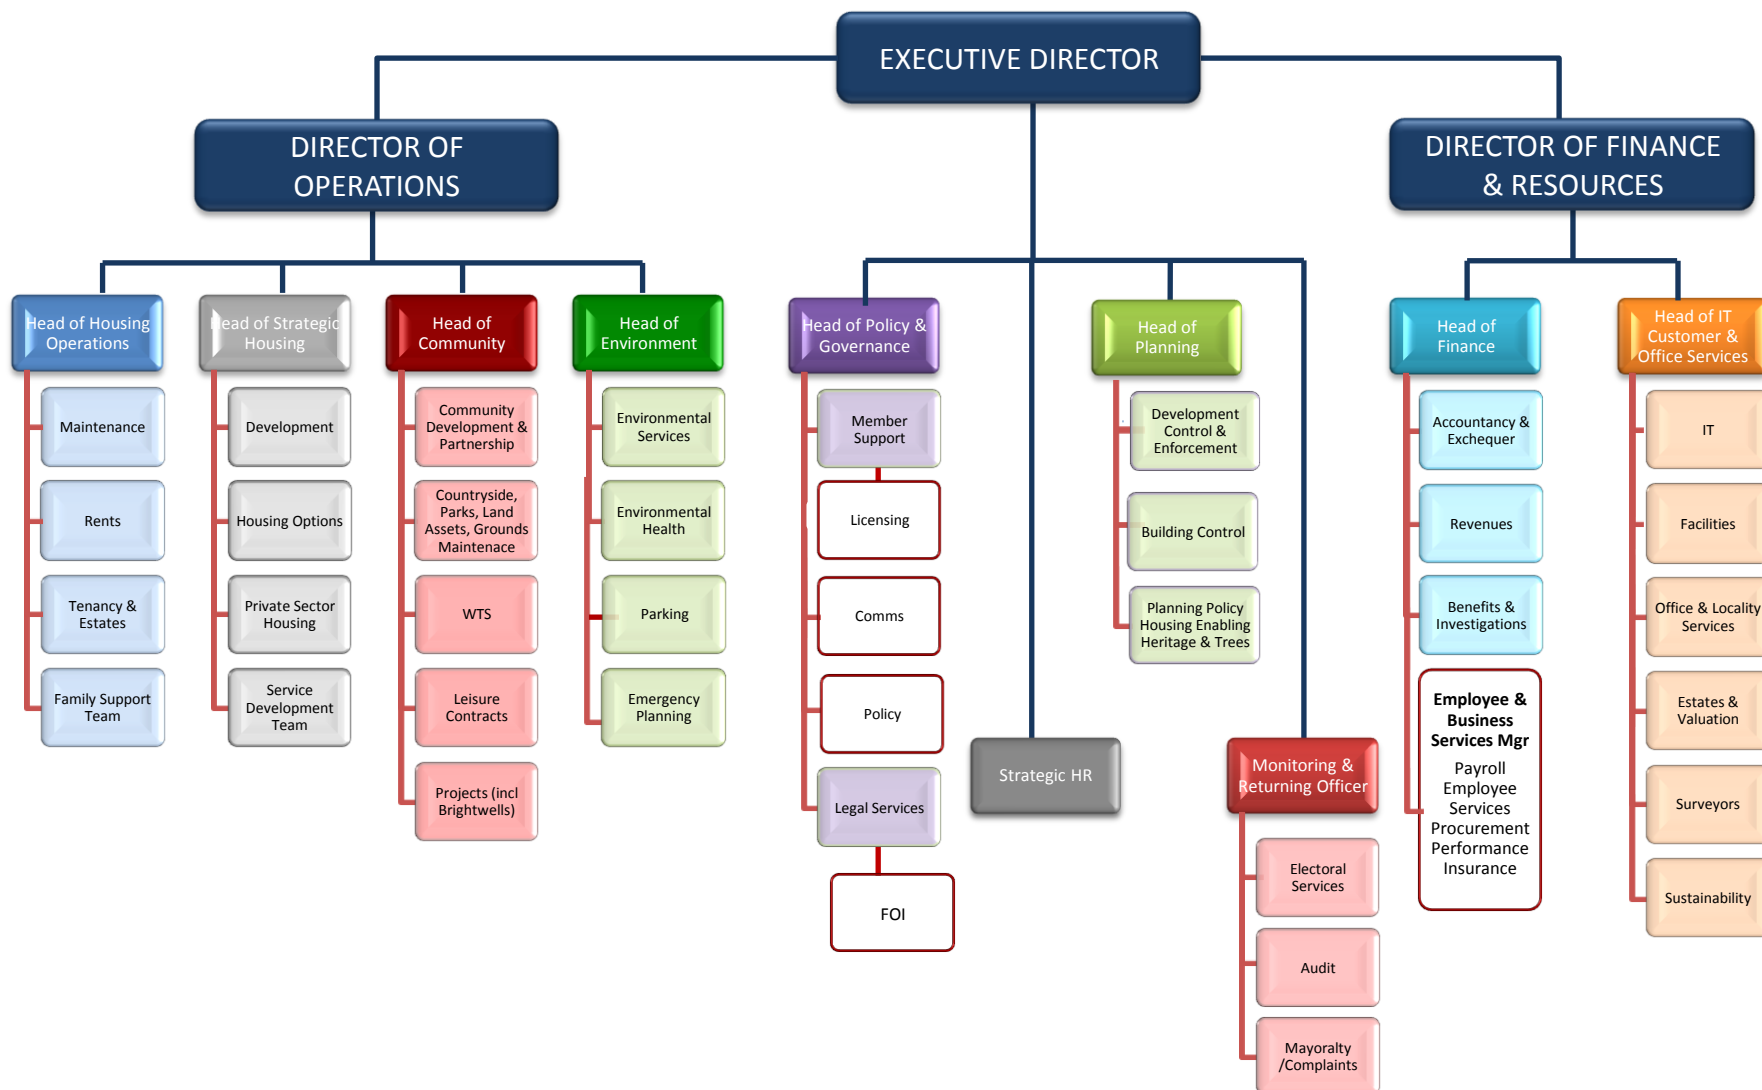 EXECUTIVE DIRECTOR
DIRECTOR OF
OPERATIONS
DIRECTOR OF FINANCE
& RESOURCES
Head of Housing
Operations
Head of Strategic
Housing
Head of
Community
Head of
Environment
Head of Policy &
Governance
Head of
Planning
Head of
Finance
Head of IT
Customer &
Office Services
Maintenance
Rents
Tenancy &
Estates
Family Support
Team
Development
Housing Options
Private Sector
Housing
Service
Development
Team
Community
Development &
Partnership
Countryside,
Parks, Land
Assets, Grounds
Maintenace
WTS
Leisure
Contracts
Projects (incl
Brightwells)
Environmental
Services
Environmental
Health
Parking
Emergency
Planning
Member
Support
Licensing
Comms
Policy
Legal Services
FOI
Strategic HR
Development
Control &
Enforcement
Building Control
Planning Policy
Housing Enabling
Heritage & Trees
Monitoring &
Returning Officer
Electoral
Services
Audit
Mayoralty
/Complaints
Accountancy &
Exchequer
Revenues
Benefits &
Investigations
Employee &
Business
Services Mgr
Payroll
Employee
Services
Procurement
Performance
Insurance
IT
Facilities
Office & Locality
Services
Estates &
Valuation
Surveyors
Sustainability